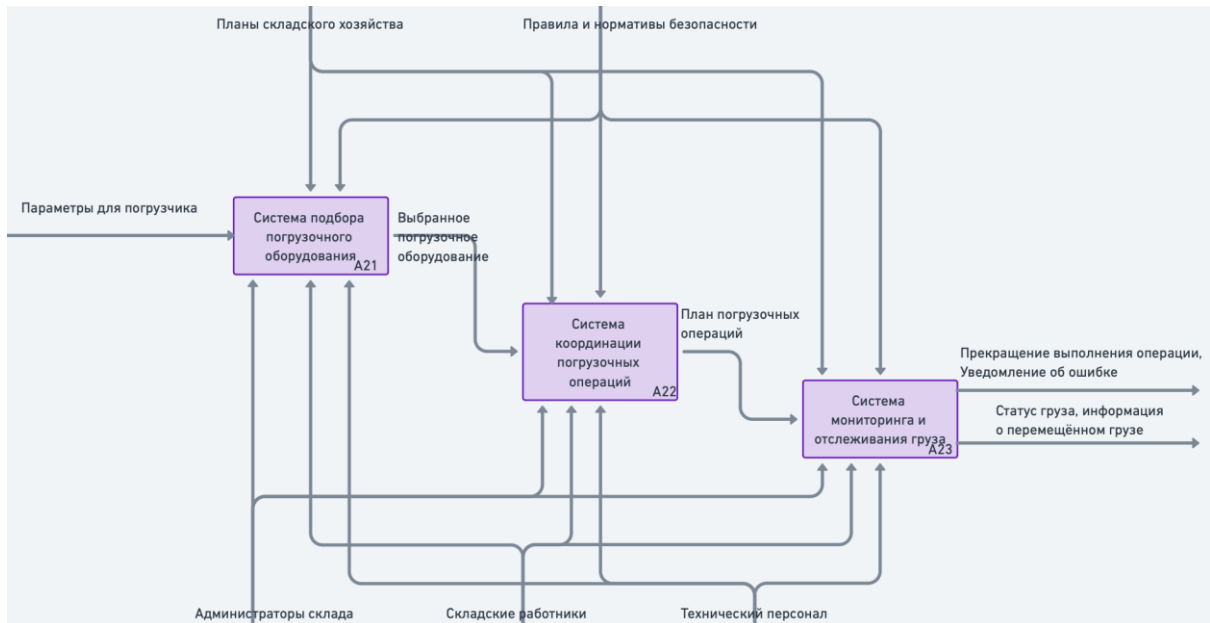 Планы складского хозяйства
Правила и нормативы безопасности
Параметры для погрузчика
Система подбора
погрузочного
оборудования
A21
Выбранное
погрузочное
оборудование
Система
координации
погрузочных
операций
A22
План погрузочных
операций
Система
мониторинга и
отслеживания груза
A23
Прекращение выполнения операции,
Уведомление об ошибке
Статус груза, информация
о перемещённом грузе
Администраторы склада
Складские работники
Технический персонал